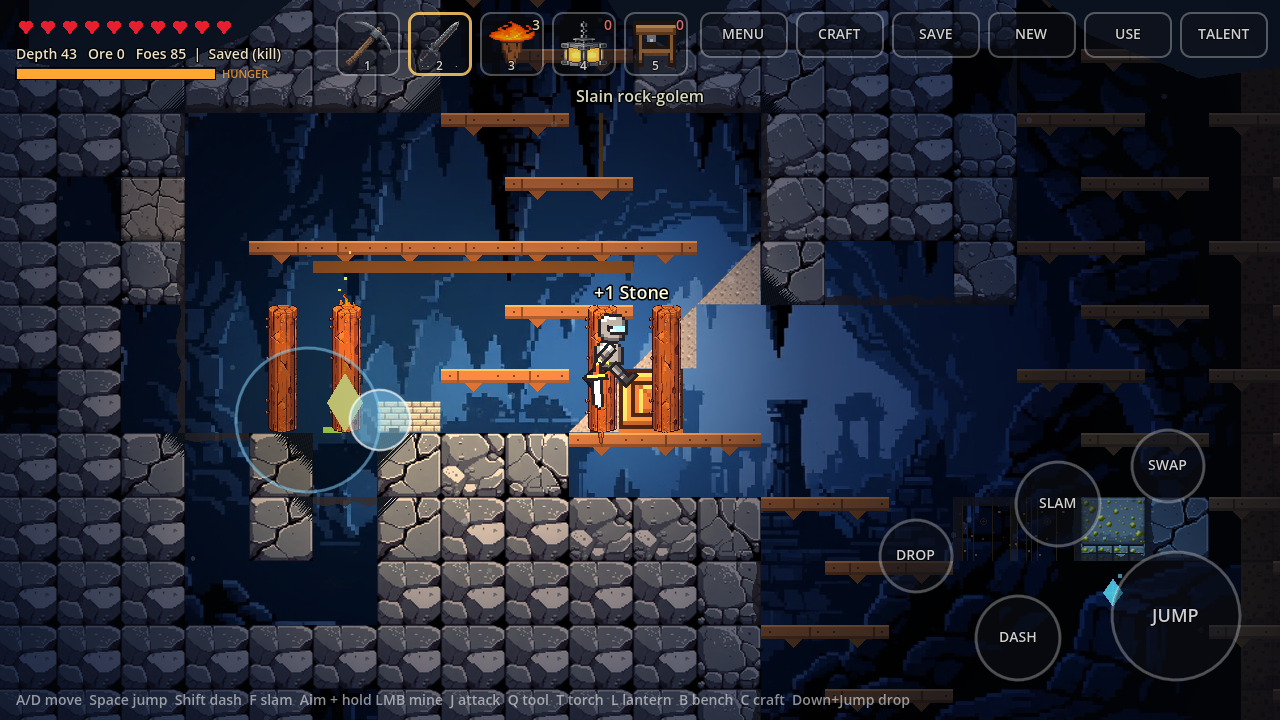 Depth 43 Ore 0 Foes 85 | Saved (kill)
HUNGER
1
2
3
3
0
4
0
5
MENU
CRAFT
SAVE
NEW
USE
TALENT
Slain rock-golem
+1 Stone
SWAP
SLAM
DROP
JUMP
DASH
A/D move Space jump Shift dash F slam Aim + hold LMB mine J attack Q tool T torch L lantern B bench C craft Down+Jump drop